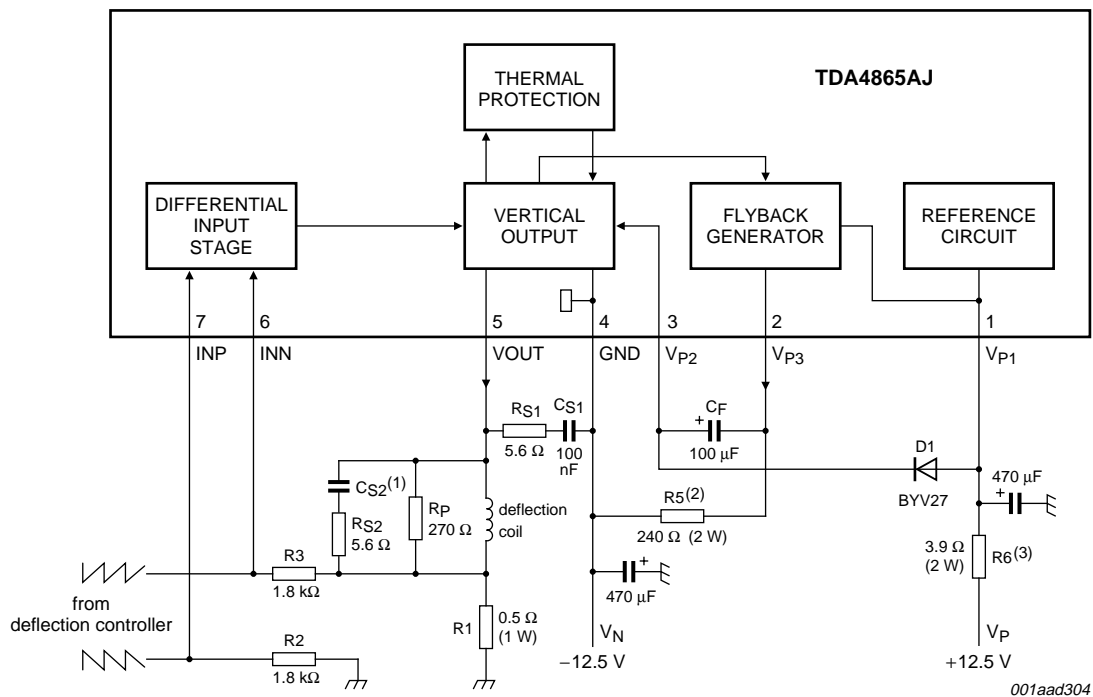 TDA4865AJ
THERMAL
PROTECTION
DIFFERENTIAL
INPUT
STAGE
VERTICAL
OUTPUT
FLYBACK
GENERATOR
REFERENCE
CIRCUIT
7 6 5 4 3 2 1
INP INN VOUT GND VP2 VP3 VP1
RS1
5.6 Ω
CS1
100
nF
+ CF
100 µF
D1
BYV27
470 µF
+
CS2(1)
RS2
5.6 Ω
RP
270 Ω
deflection
coil
R5(2)
240 Ω (2 W)
3.9 Ω
(2 W)
R6(3)
R3
1.8 kΩ
+
470 µF
from
deflection controller
R1
0.5 Ω
(1 W)
R2
1.8 kΩ
VN
−12.5 V
VP
+12.5 V
001aad304